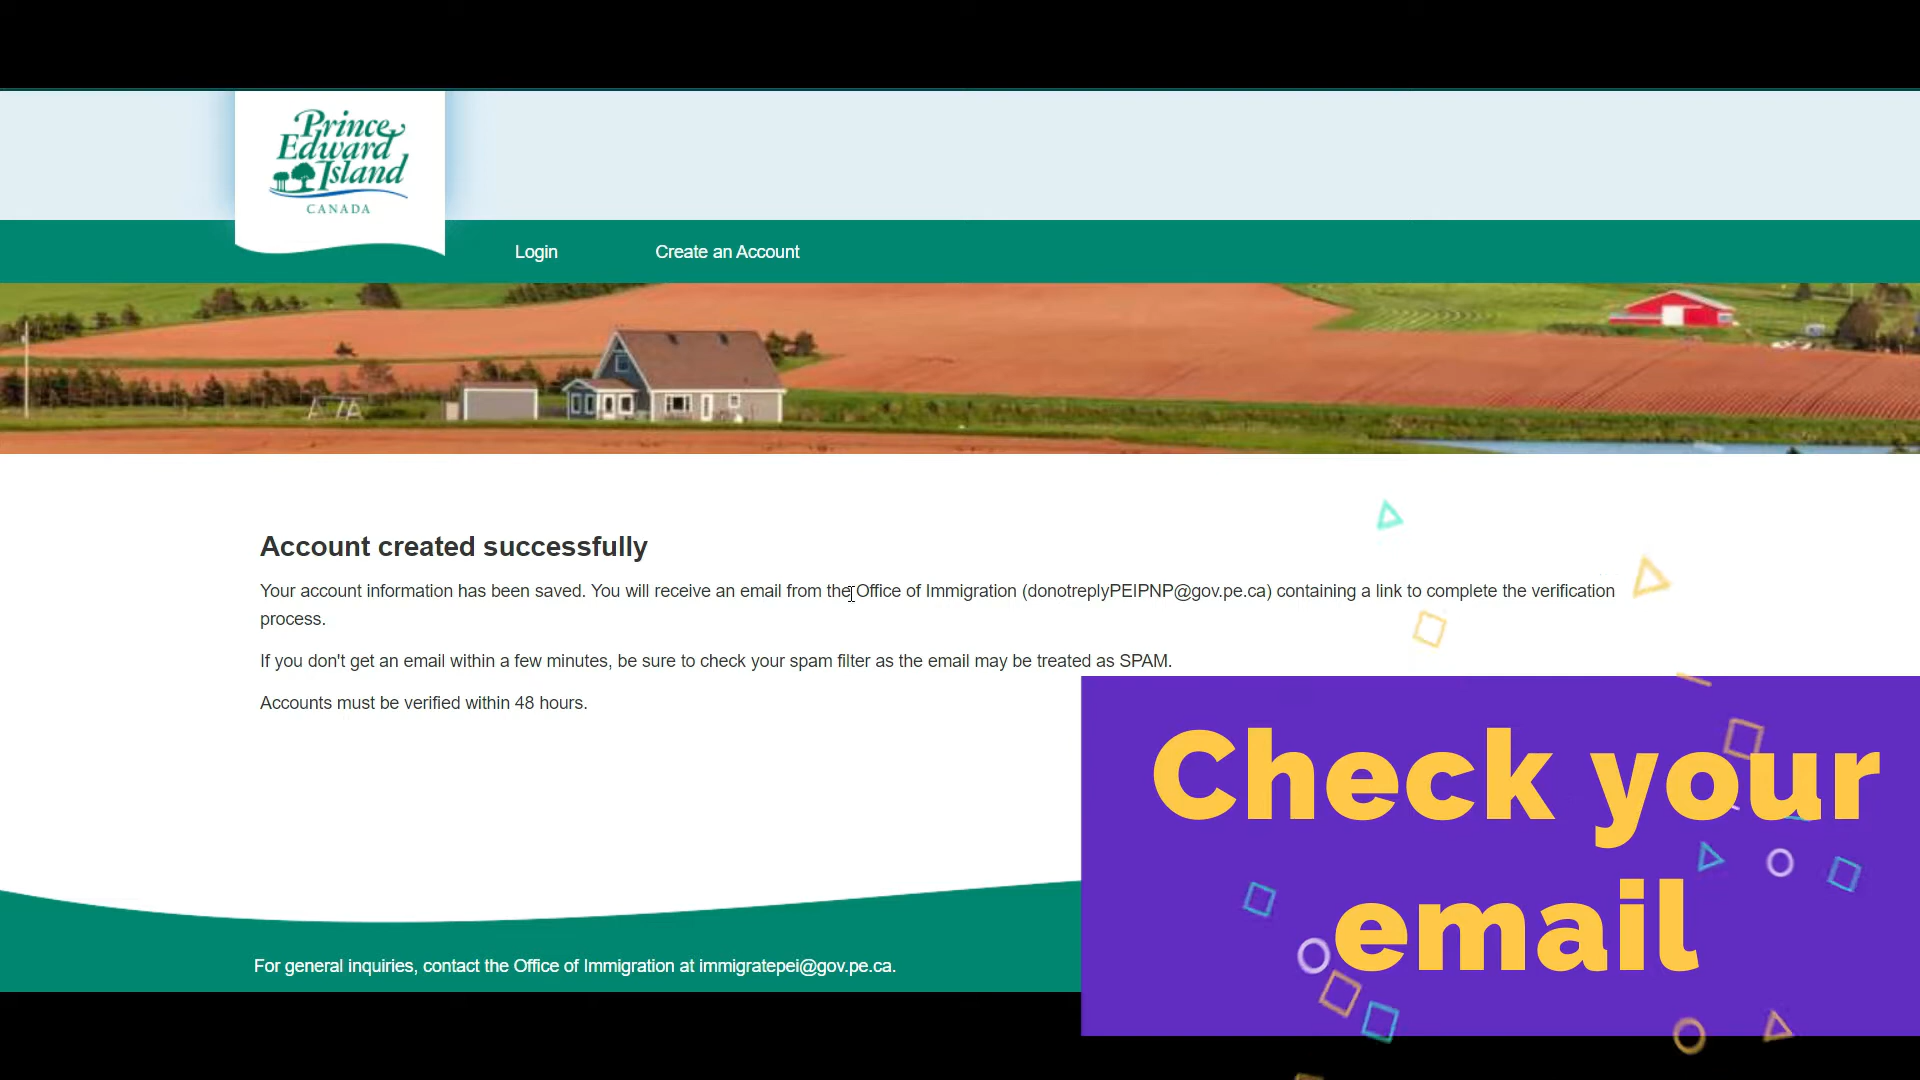 Prince
Edward
Island
CANADA
Login
Create an Account
Account created successfully
Your account information has been saved. You will receive an email from the Office of Immigration (donotreplyPEIPNP@gov.pe.ca) containing a link to complete the verification
process.
If you don't get an email within a few minutes, be sure to check your spam filter as the email may be treated as SPAM.
Accounts must be verified within 48 hours.
Check your
email
For general inquiries, contact the Office of Immigration at immigratepei@gov.pe.ca.